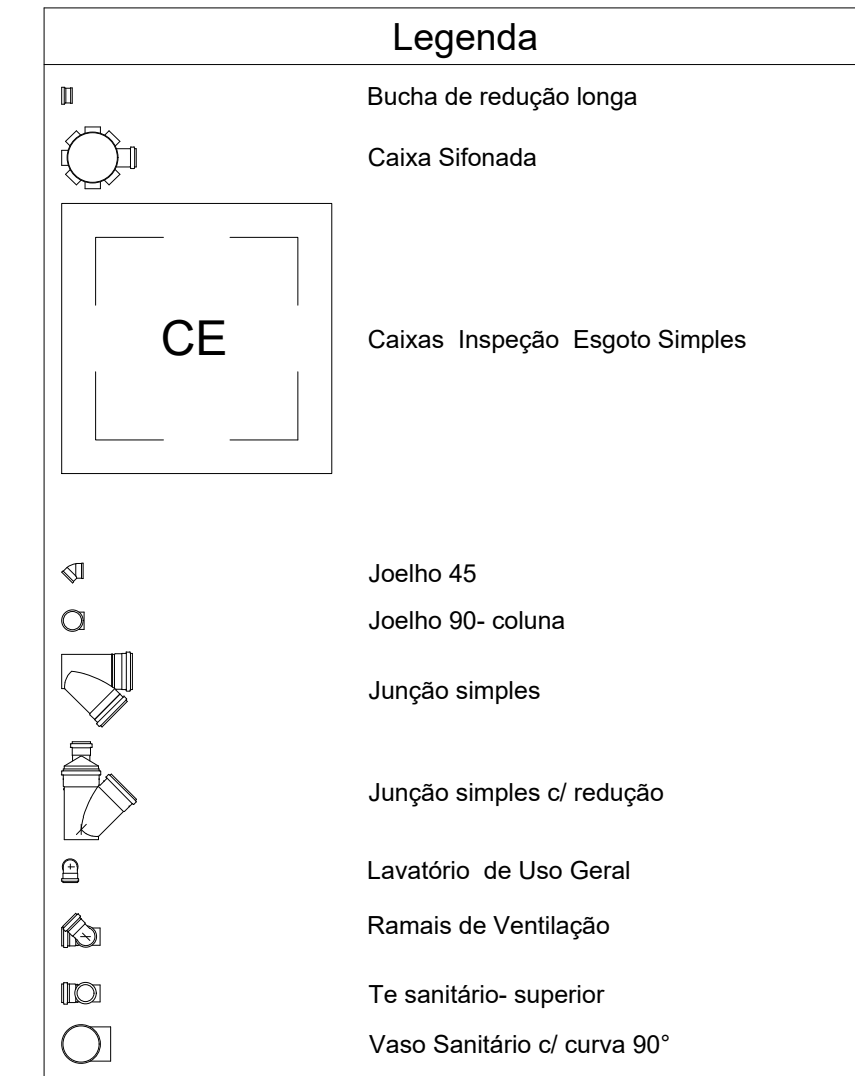 Legenda
Bucha de redução longa
Caixa Sifonada
CE
Caixas Inspeção Esgoto Simples
Joelho 45
Joelho 90- coluna
Junção simples
Junção simples c/ redução
Lavatório de Uso Geral
Ramais de Ventilação
Te sanitário- superior
Vaso Sanitário c/ curva 90°